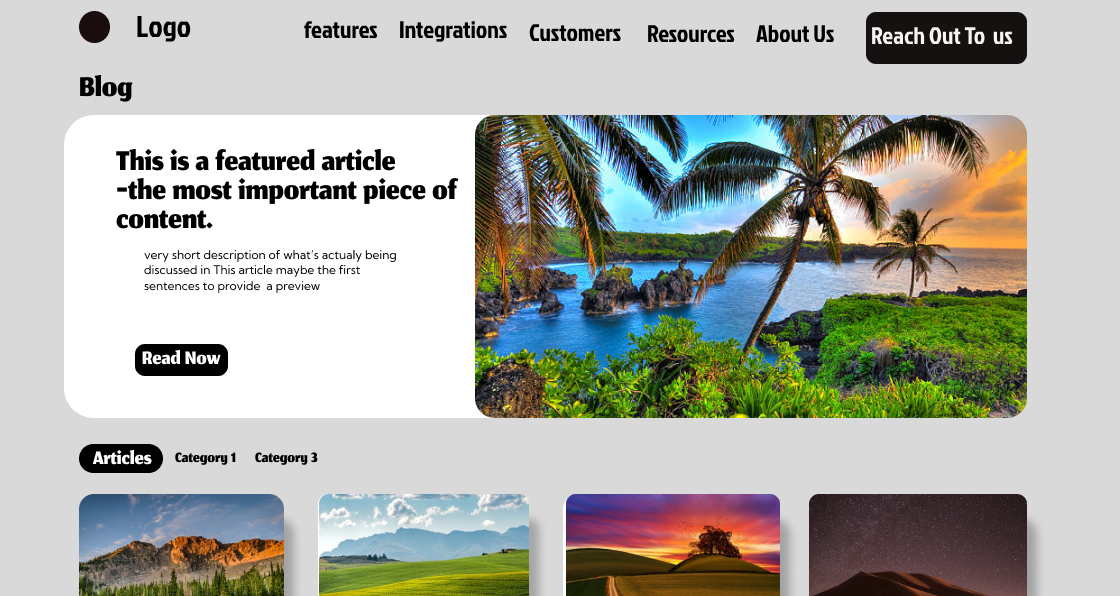 Logo
features Integrations Customers Resources About Us Reach Out To us
Blog
This is a featured article
-the most important piece of
content.
very short description of what's actualy being
discussed in This article maybe the first
sentences to provide a preview
Read Now
Articles Category 1 Category 3